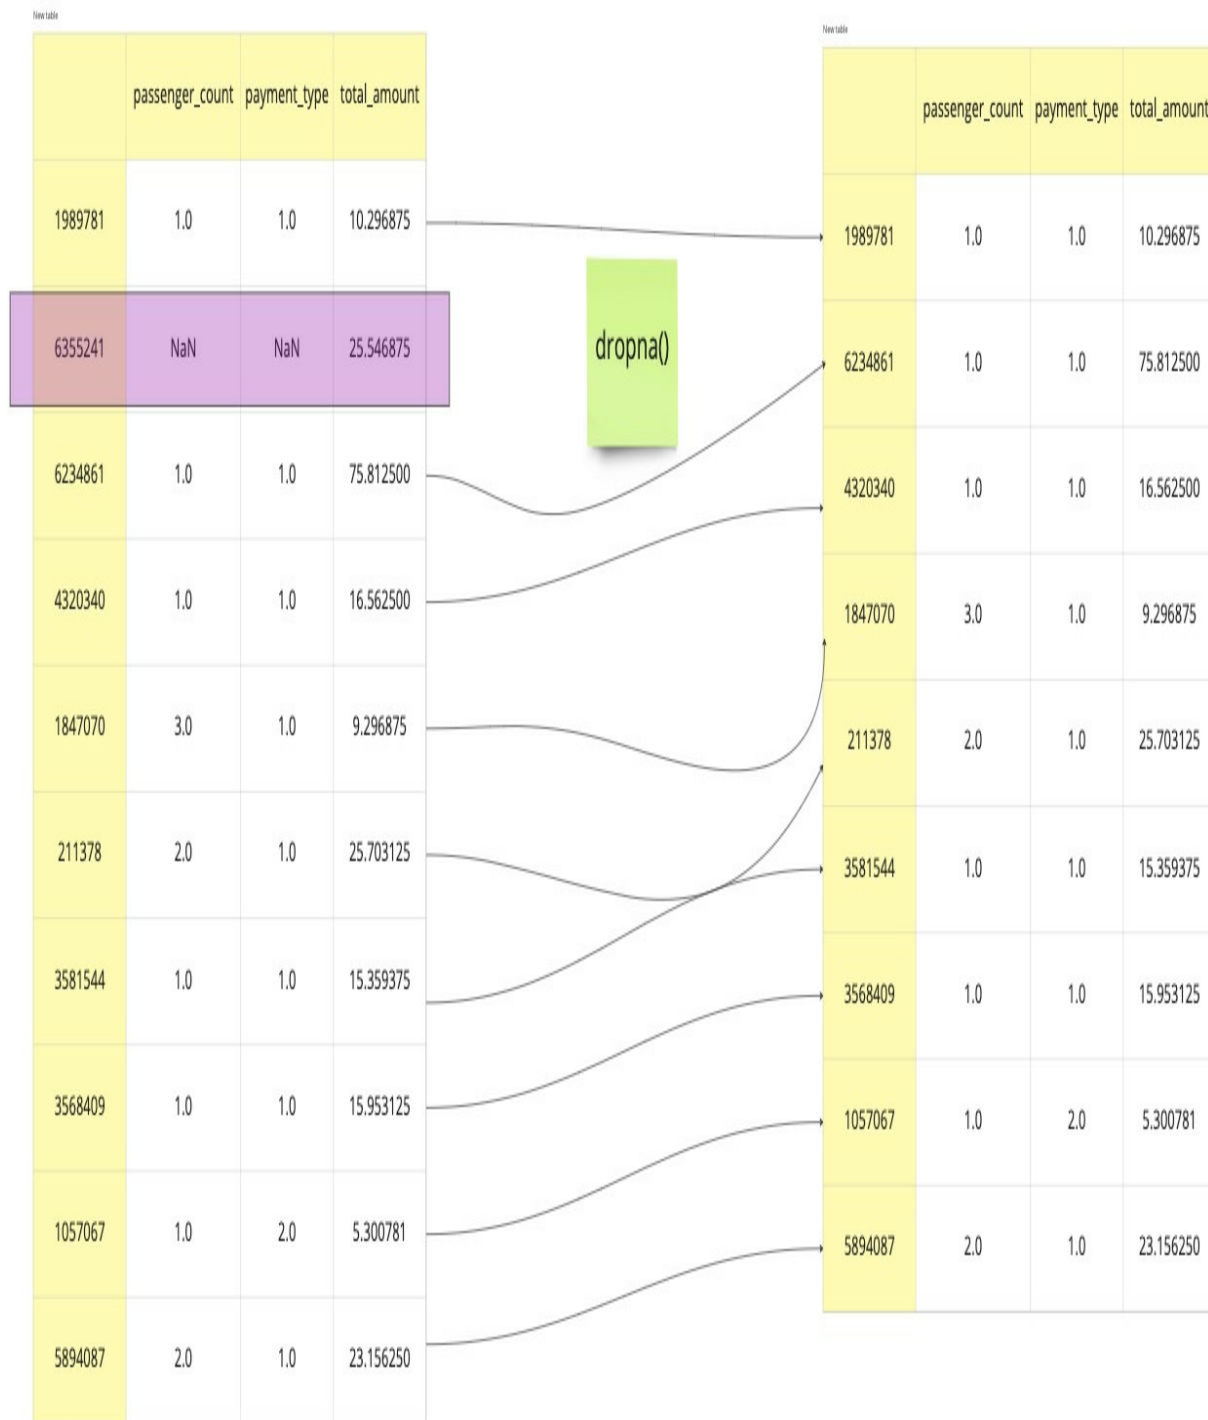 New table
passenger_count payment_type total_amount
1989781 1.0 1.0 10.296875
6355241 NaN NaN 25.546875
6234861 1.0 1.0 75.812500
4320340 1.0 1.0 16.562500
1847070 3.0 1.0 9.296875
211378 2.0 1.0 25.703125
3581544 1.0 1.0 15.359375
3568409 1.0 1.0 15.953125
1057067 1.0 2.0 5.300781
5894087 2.0 1.0 23.156250
dropna()
New table
passenger_count payment_type total_amount
1989781 1.0 1.0 10.296875
6234861 1.0 1.0 75.812500
4320340 1.0 1.0 16.562500
1847070 3.0 1.0 9.296875
211378 2.0 1.0 25.703125
3581544 1.0 1.0 15.359375
3568409 1.0 1.0 15.953125
1057067 1.0 2.0 5.300781
5894087 2.0 1.0 23.156250